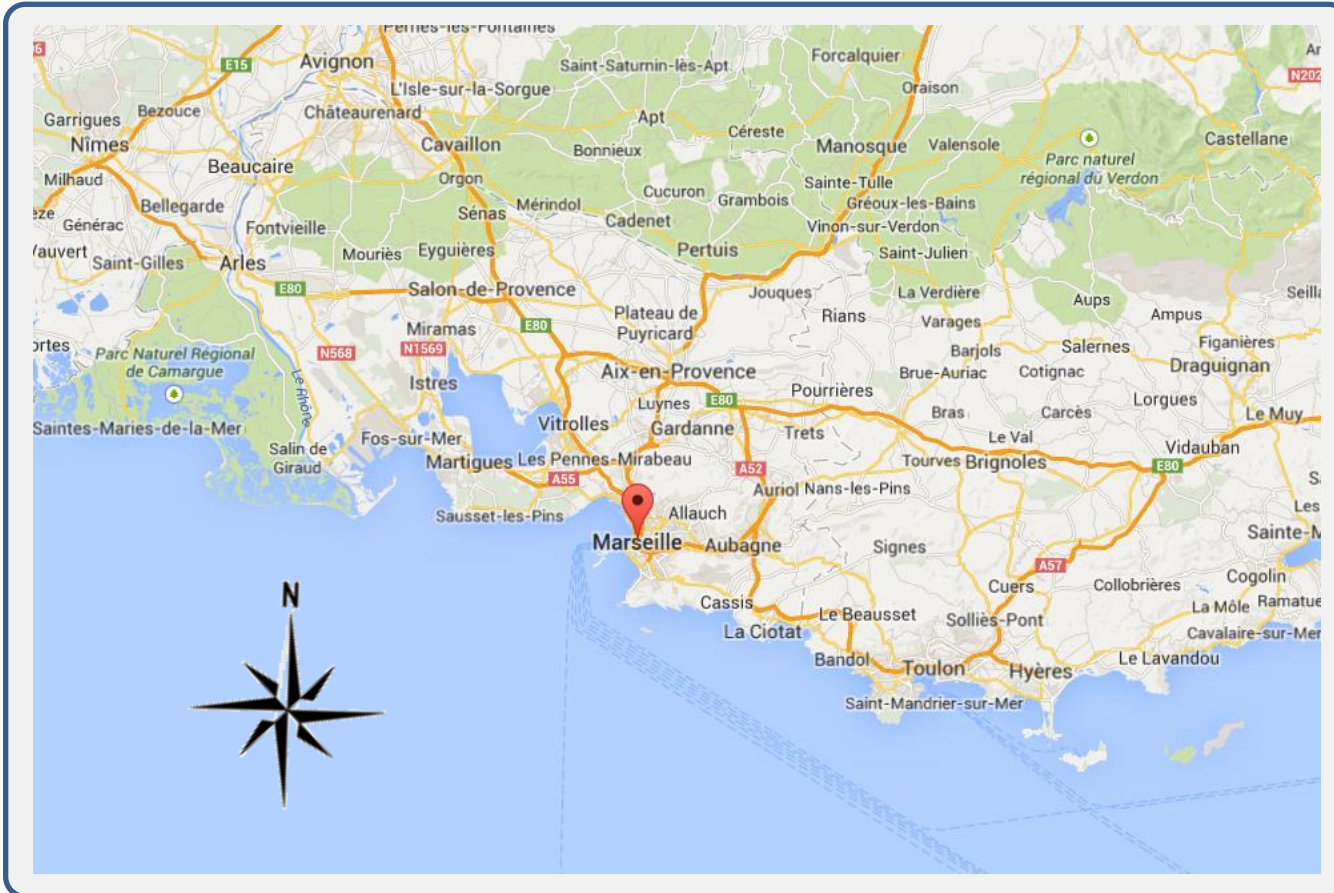 Pernes-les-Fontaines
Forcalquier
E15
Avignon
Saint-Saturnin-lès-Apt
N202
L'Isle-sur-la-Sorgue
Oraison
Bezouce
Châteaurenard
Garrigues
Apt
Céreste
Castellane
Nîmes
Cavaillon
Bonnieux
Manosque
Valensole
Parc naturel
régional du Verdon
Beaucaire
Milhaud
Orgon
Sainte-Tulle
Cucuron
Grambois
Gréoux-les-Bains
Bellegarde
Mérindol
Sénas
Cadenet
Vinon-sur-Verdon
Générac
Fontvieille
Vauvert
Saint-Gilles
Arles
Mouriès
Eyguières
Pertuis
Saint-Julien
E80
Salon-de-Provence
Jouques
La Verdière
Aups
Plateau de
Puyricard
Rians
Ampus
Miramas
E80
Varages
N568
N1569
Barjols
Salernes
Figanières
Parc Naturel Régional
de Camargue
Istres
Aix-en-Provence
Brue-Auriac
Cotignac
Draguignan
Le Rhône
Luynes
E80
Pourrières
Lorgues
Saintes-Maries-de-la-Mer
Vitrolles
Gardanne
Trets
Bras
Carcès
Le Muy
Fos-sur-Mer
Le Val
Vidauban
Salin de
Giraud
Martigues
Les Pennes-Mirabeau
A52
Tourves
Brignoles
E80
A55
Auriol
Nans-les-Pins
Sausset-les-Pins
Allauch
Marseille
Aubagne
Signes
A57
N
Cuers
Collobrières
Cogolin
Cassis
Le Beausset
La Môle
La Ciotat
Solliès-Pont
Cavalaire-sur-Mer
Bandol
Toulon
Hyères
Le Lavandou
Saint-Mandrier-sur-Mer